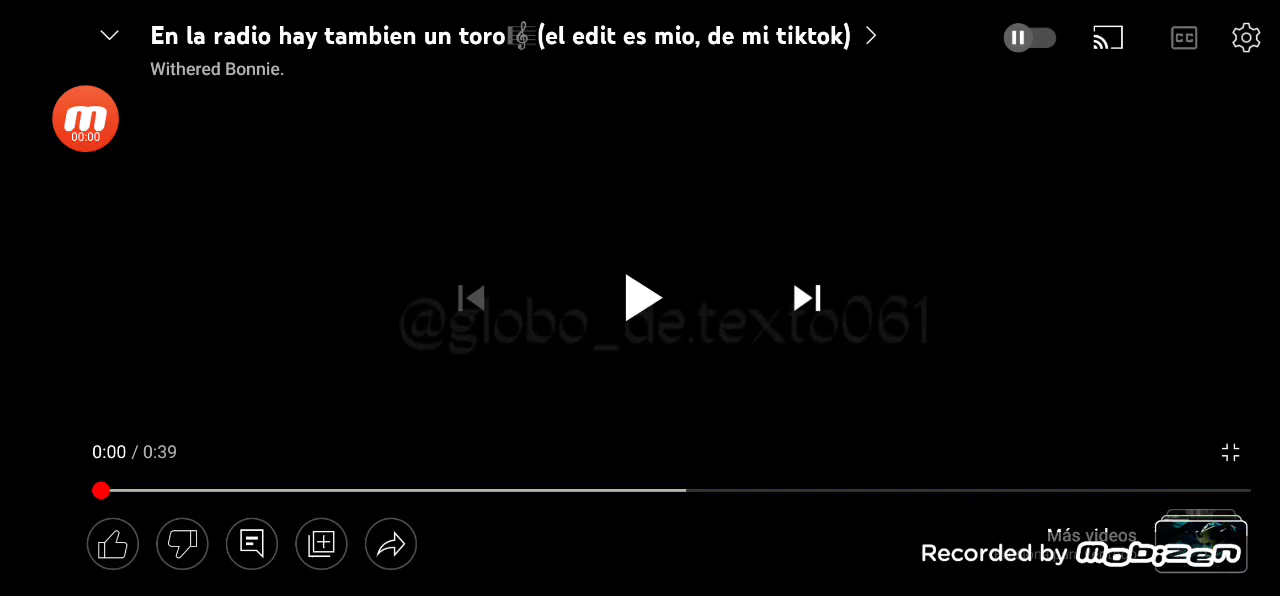 En la radio hay tambien un toro🎼(el edit es mio, de mi tiktok)
Withered Bonnie.
CC
m
00:00
@globo_de.texto061
0:00 / 0:39
Más videos
Recorded by mobizen